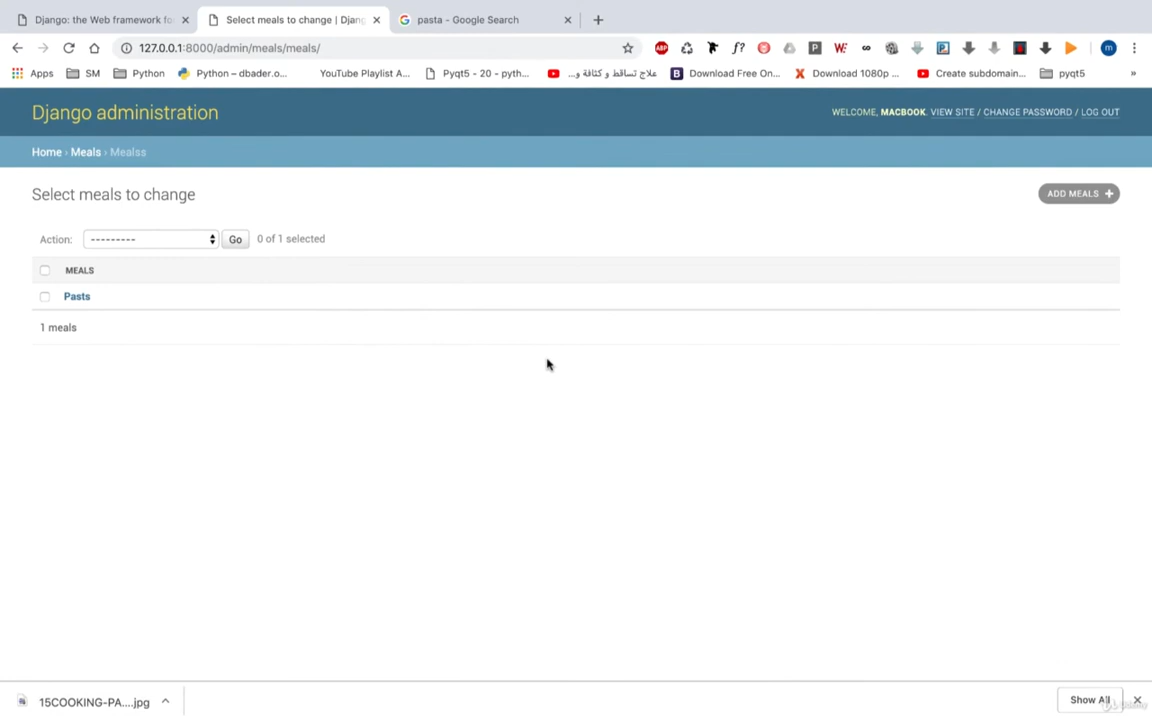 Django: the Web framework fo
Select meals to change | Djang
pasta - Google Search
127.0.0.1:8000/admin/meals/meals/
Apps SM Python Python – dbader.o... YouTube Playlist A... Pyqt5 - 20 - pyth... علاج تساقط و كثافة و... Download Free On... Download 1080p ... Create subdomain... pyqt5 »
Django administration
WELCOME, MACBOOK. VIEW SITE / CHANGE PASSWORD / LOG OUT
Home › Meals › Mealss
Select meals to change
ADD MEALS +
Action: --------- Go 0 of 1 selected
MEALS
Pasts
1 meals
15COOKING-PA....jpg
Show All